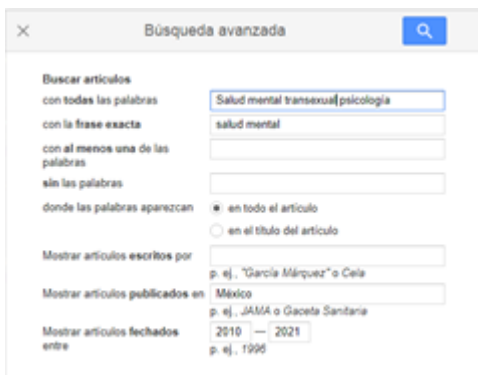 Búsqueda avanzada
Buscar artículos
con todas las palabras
Salud mental transexual psicología
con la frase exacta
salud mental
con al menos una de las
palabras
sin las palabras
donde las palabras aparezcan
en todo el artículo
en el título del artículo
Mostrar artículos escritos por
p. ej., "García Márquez" o Cela
Mostrar artículos publicados en
México
p. ej., JAMA o Gaceta Sanitaria
Mostrar artículos fechados
entre
2010 — 2021
p. ej., 1996